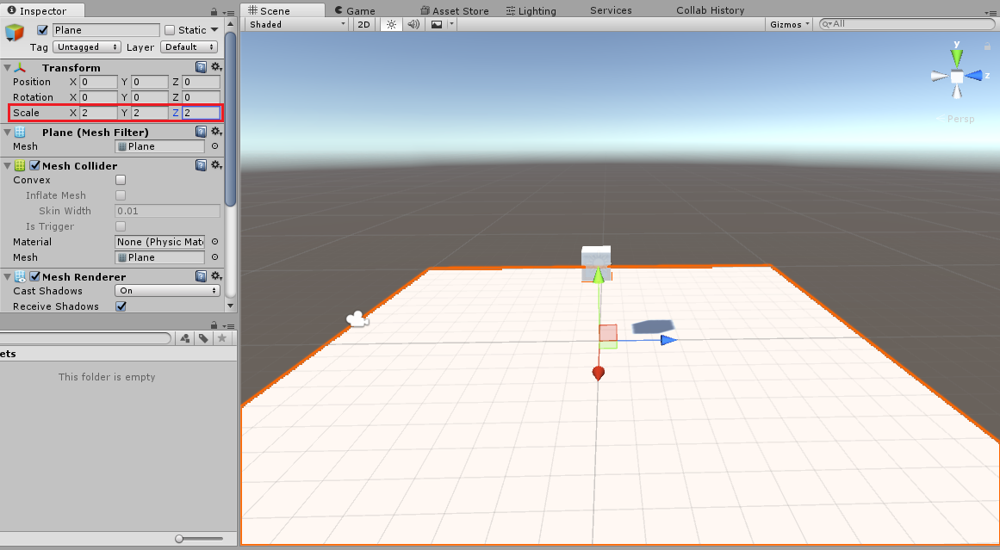 Inspector
Plane Static
Tag Untagged Layer Default
Transform
Position X 0 Y 0 Z 0
Rotation X 0 Y 0 Z 0
Scale X 2 Y 2 Z 2
Plane (Mesh Filter)
Mesh Plane
Mesh Collider
Convex
Inflate Mesh
Skin Width 0.01
Is Trigger
Material None (Physic Mat
Mesh Plane
Mesh Renderer
Cast Shadows On
Receive Shadows
ets
This folder is empty
Scene Game Asset Store Lighting Services Collab History
Shaded 2D Gizmos All
y
z
Persp